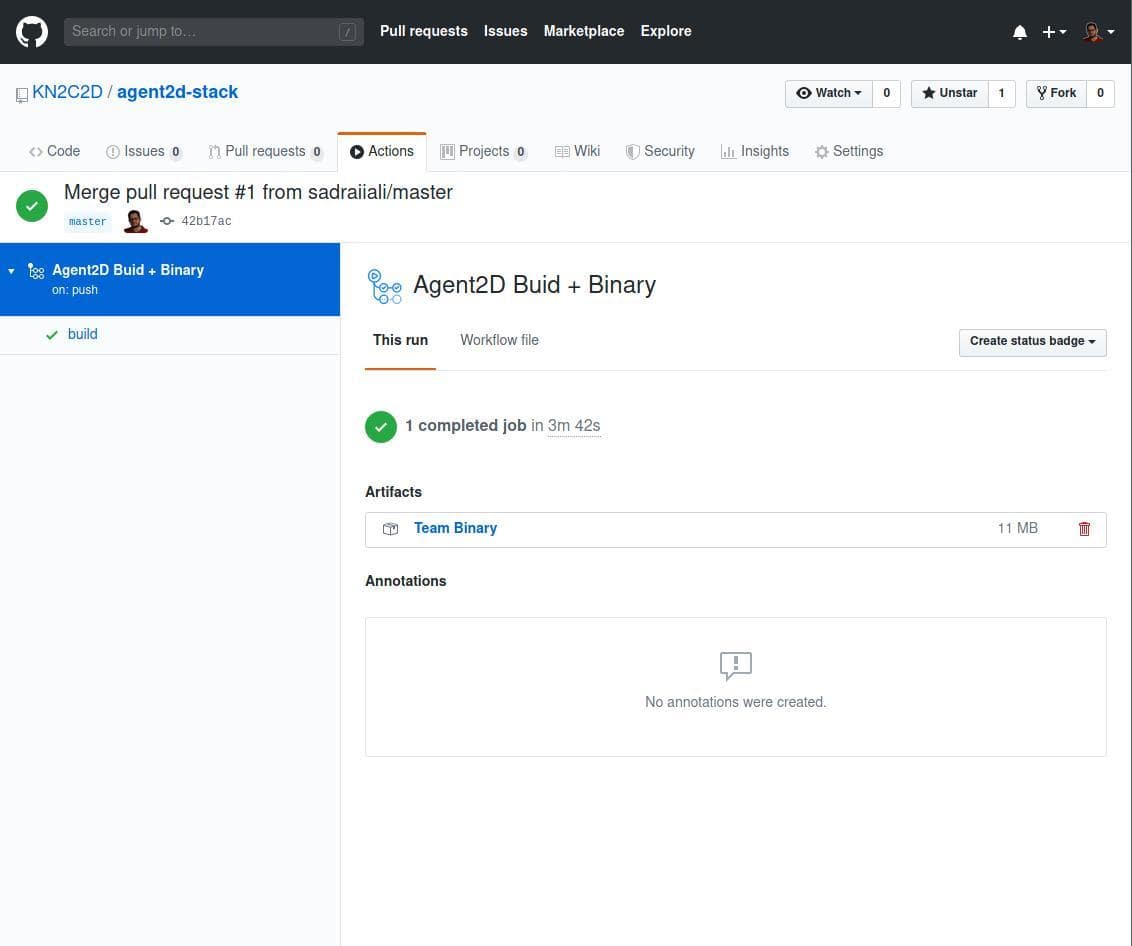 Search or jump to… / Pull requests Issues Marketplace Explore
KN2C2D / agent2d-stack Watch 0 Unstar 1 Fork 0
Code Issues 0 Pull requests 0 Actions Projects 0 Wiki Security Insights Settings
Merge pull request #1 from sadraiiali/master
master 42b17ac
Agent2D Buid + Binary
on: push
build
Agent2D Buid + Binary
This run Workflow file Create status badge
1 completed job in 3m 42s
Artifacts
Team Binary 11 MB
Annotations
No annotations were created.